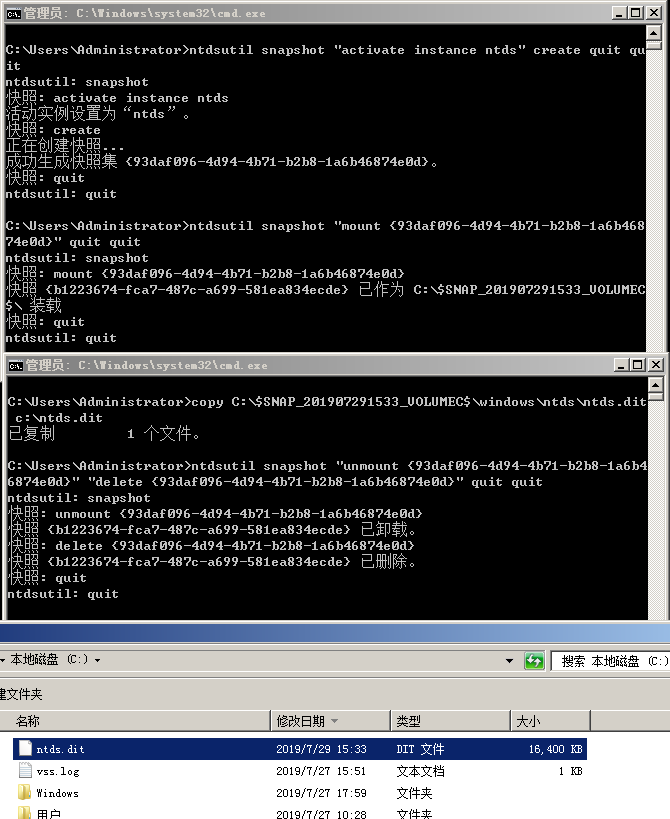 管理员: C:\Windows\system32\cmd.exe
C:\Users\Administrator>ntdsutil snapshot "activate instance ntds" create quit qu
it
ntdsutil: snapshot
快照: activate instance ntds
活动实例设置为“ntds”。
快照: create
正在创建快照...
成功生成快照集 {93daf096-4d94-4b71-b2b8-1a6b46874e0d}。
快照: quit
ntdsutil: quit
C:\Users\Administrator>ntdsutil snapshot "mount {93daf096-4d94-4b71-b2b8-1a6b468
74e0d}" quit quit
ntdsutil: snapshot
快照: mount {93daf096-4d94-4b71-b2b8-1a6b46874e0d}
快照 {b1223674-fca7-487c-a699-581ea834ecde} 已作为 C:\$SNAP_201907291533_VOLUMEC
$\ 装载
快照: quit
ntdsutil: quit
管理员: C:\Windows\system32\cmd.exe
C:\Users\Administrator>copy C:\$SNAP_201907291533_VOLUMEC$\windows\ntds\ntds.dit
c:\ntds.dit
已复制 1 个文件。
C:\Users\Administrator>ntdsutil snapshot "unmount {93daf096-4d94-4b71-b2b8-1a6b4
6874e0d}" "delete {93daf096-4d94-4b71-b2b8-1a6b46874e0d}" quit quit
ntdsutil: snapshot
快照: unmount {93daf096-4d94-4b71-b2b8-1a6b46874e0d}
快照 {b1223674-fca7-487c-a699-581ea834ecde} 已卸载。
快照: delete {93daf096-4d94-4b71-b2b8-1a6b46874e0d}
快照 {b1223674-fca7-487c-a699-581ea834ecde} 已删除。
快照: quit
ntdsutil: quit
本地磁盘 (C:) 搜索 本地磁盘 (C:)
建文件夹
名称 修改日期 类型 大小
ntds.dit 2019/7/29 15:33 DIT 文件 16,400 KB
vss.log 2019/7/27 15:51 文本文档 1 KB
Windows 2019/7/27 17:59 文件夹
用户 2019/7/27 10:28 文件夹